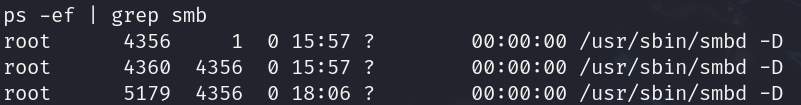 ps -ef | grep smb
root 4356 1 0 15:57 ? 00:00:00 /usr/sbin/smbd -D
root 4360 4356 0 15:57 ? 00:00:00 /usr/sbin/smbd -D
root 5179 4356 0 18:06 ? 00:00:00 /usr/sbin/smbd -D